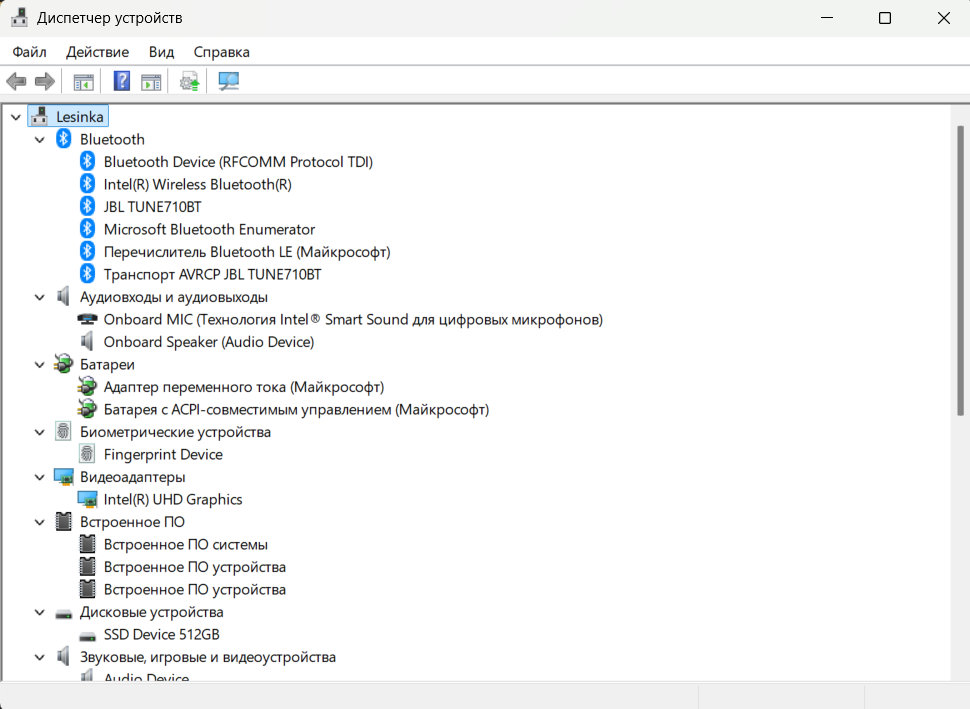 Диспетчер устройств
Файл Действие Вид Справка
Lesinka
Bluetooth
Bluetooth Device (RFCOMM Protocol TDI)
Intel(R) Wireless Bluetooth(R)
JBL TUNE710BT
Microsoft Bluetooth Enumerator
Перечислитель Bluetooth LE (Майкрософт)
Транспорт AVRCP JBL TUNE710BT
Аудиовходы и аудиовыходы
Onboard MIC (Технология Intel® Smart Sound для цифровых микрофонов)
Onboard Speaker (Audio Device)
Батареи
Адаптер переменного тока (Майкрософт)
Батарея с ACPI-совместимым управлением (Майкрософт)
Биометрические устройства
Fingerprint Device
Видеоадаптеры
Intel(R) UHD Graphics
Встроенное ПО
Встроенное ПО системы
Встроенное ПО устройства
Встроенное ПО устройства
Дисковые устройства
SSD Device 512GB
Звуковые, игровые и видеоустройства
Audio Device